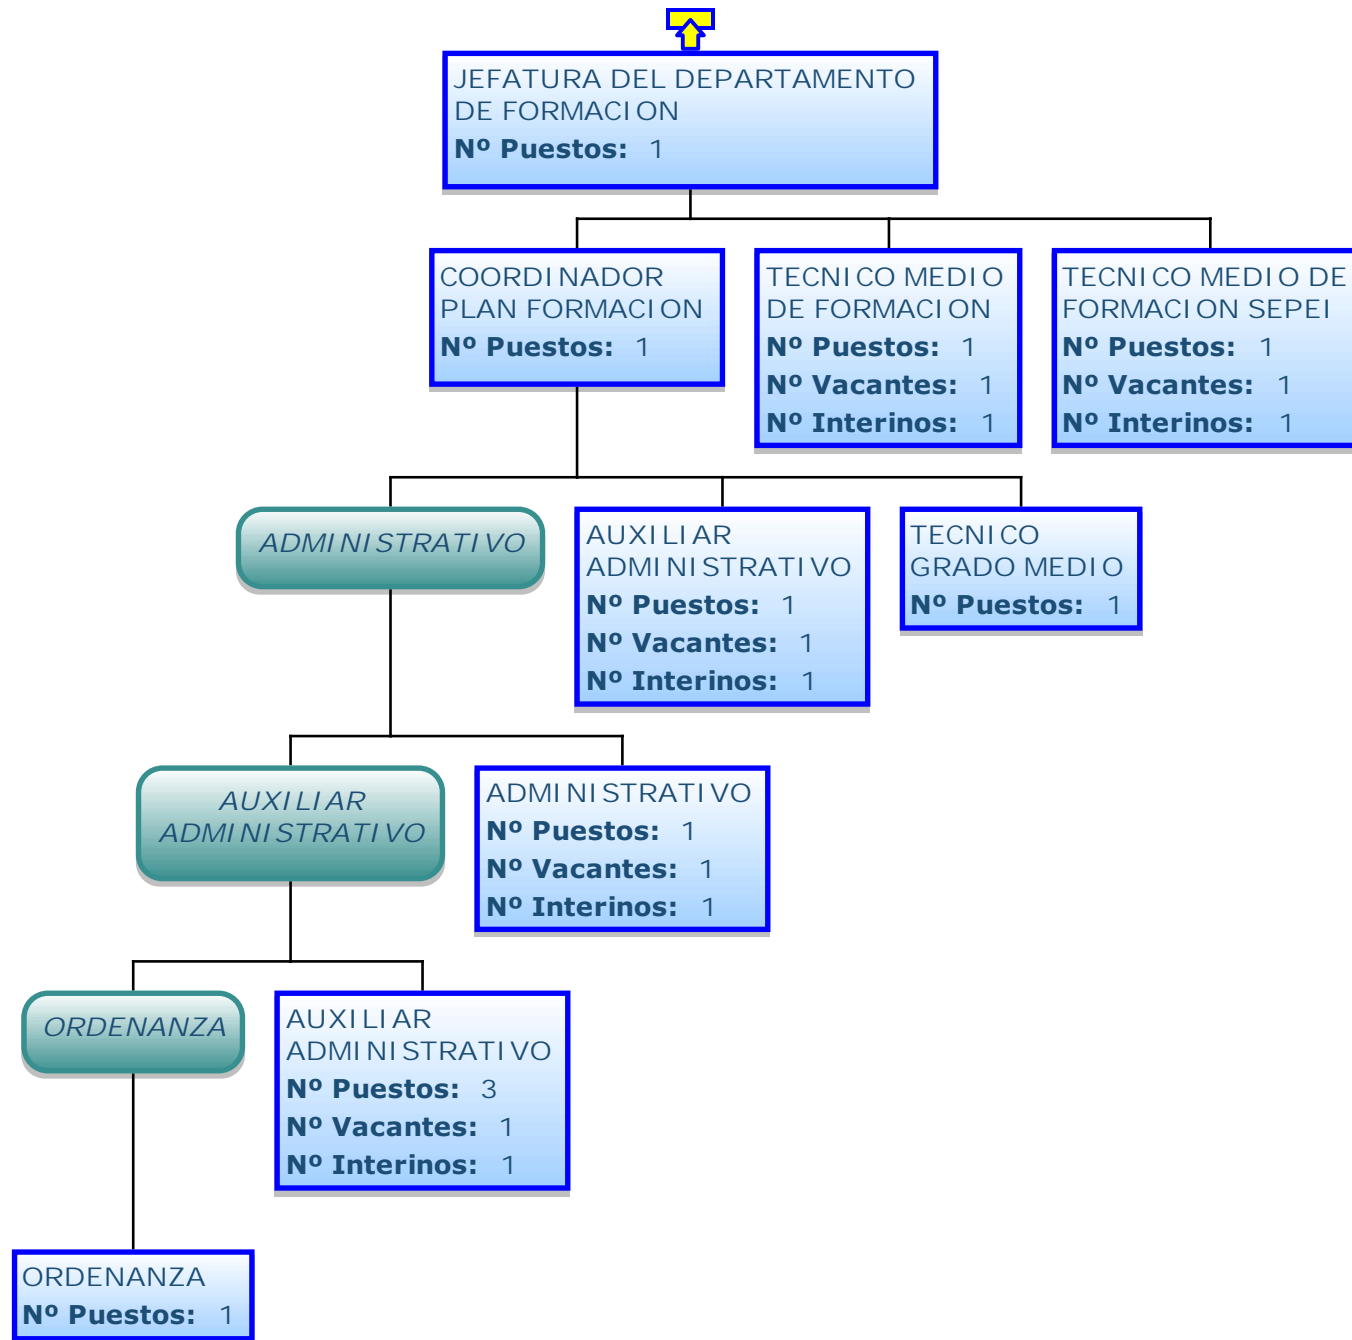 JEFATURA DEL DEPARTAMENTO
DE FORMACION
Nº Puestos: 1
COORDINADOR
PLAN FORMACION
Nº Puestos: 1
TECNICO MEDIO
DE FORMACION
Nº Puestos: 1
Nº Vacantes: 1
Nº Interinos: 1
TECNICO MEDIO DE
FORMACION SEPEI
Nº Puestos: 1
Nº Vacantes: 1
Nº Interinos: 1
ADMINISTRATIVO
AUXILIAR
ADMINISTRATIVO
Nº Puestos: 1
Nº Vacantes: 1
Nº Interinos: 1
TECNICO
GRADO MEDIO
Nº Puestos: 1
AUXILIAR
ADMINISTRATIVO
ADMINISTRATIVO
Nº Puestos: 1
Nº Vacantes: 1
Nº Interinos: 1
ORDENANZA
AUXILIAR
ADMINISTRATIVO
Nº Puestos: 3
Nº Vacantes: 1
Nº Interinos: 1
ORDENANZA
Nº Puestos: 1